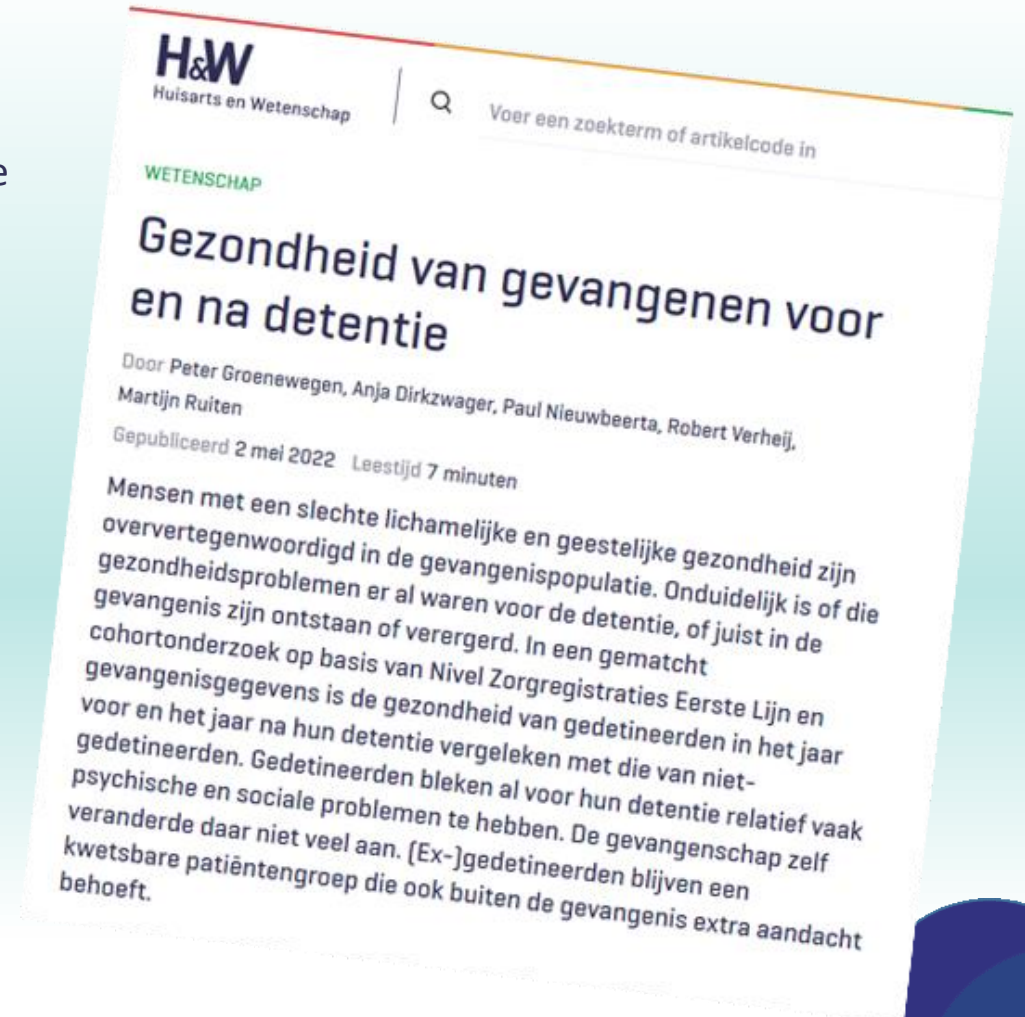 e
H&W
Huisarts en Wetenschap
Voer een zoekterm of artikelcode in
WETENSCHAP
Gezondheid van gevangenen voor
en na detentie
Door Peter Groenewegen, Anja Dirkzwager, Paul Nieuwbeerta, Robert Verheij,
Martijn Ruiten
Gepubliceerd 2 mei 2022 Leestijd 7 minuten
Mensen met een slechte lichamelijke en geestelijke gezondheid zijn
oververtegenwoordigd in de gevangenispopulatie. Onduidelijk is of die
gezondheidsproblemen er al waren voor de detentie, of juist in de
gevangenis zijn ontstaan of verergerd. In een gematcht
cohortonderzoek op basis van Nivel Zorgregistraties Eerste Lijn en
gevangenisgegevens is de gezondheid van gedetineerden in het jaar
voor en het jaar na hun detentie vergeleken met die van niet-
gedetineerden. Gedetineerden bleken al voor hun detentie relatief vaak
psychische en sociale problemen te hebben. De gevangenschap zelf
veranderde daar niet veel aan. (Ex-)gedetineerden blijven een
kwetsbare patiëntengroep die ook buiten de gevangenis extra aandacht
behoeft.